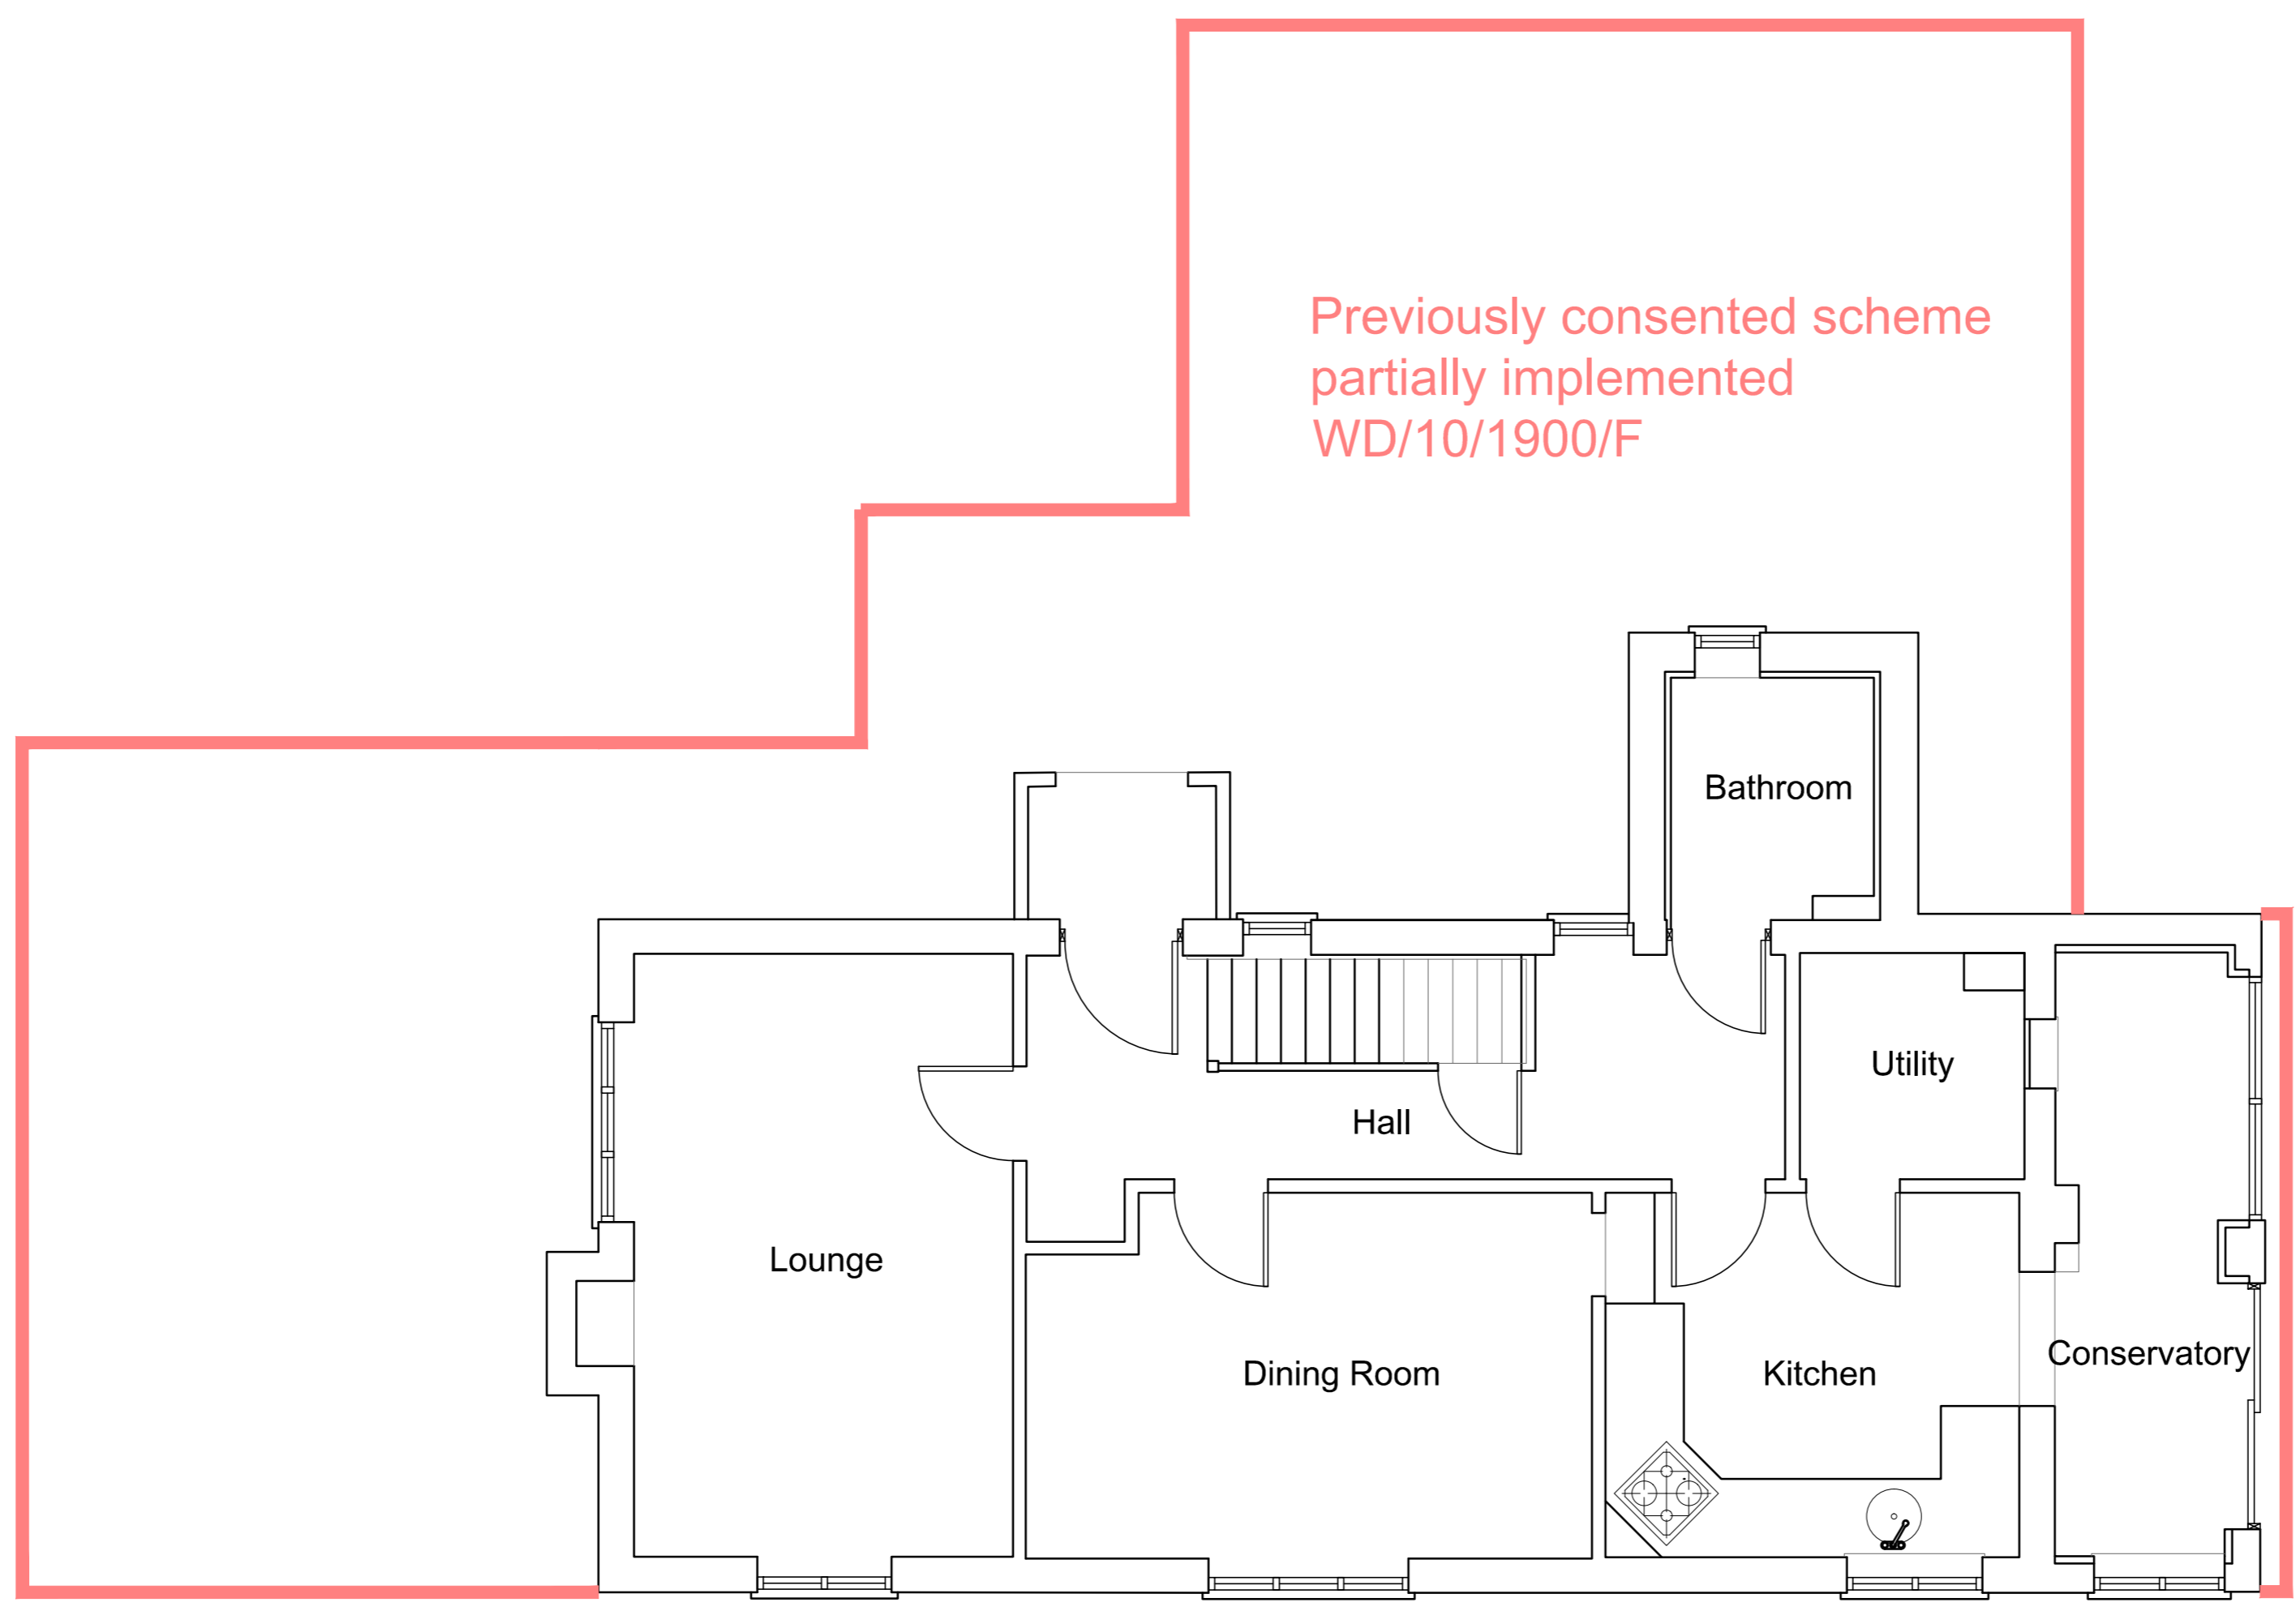 Previously consented scheme
partially implemented
WD/10/1900/F
Bathroom
Utility
Hall
Lounge
Conservatory
Dining Room
Kitchen